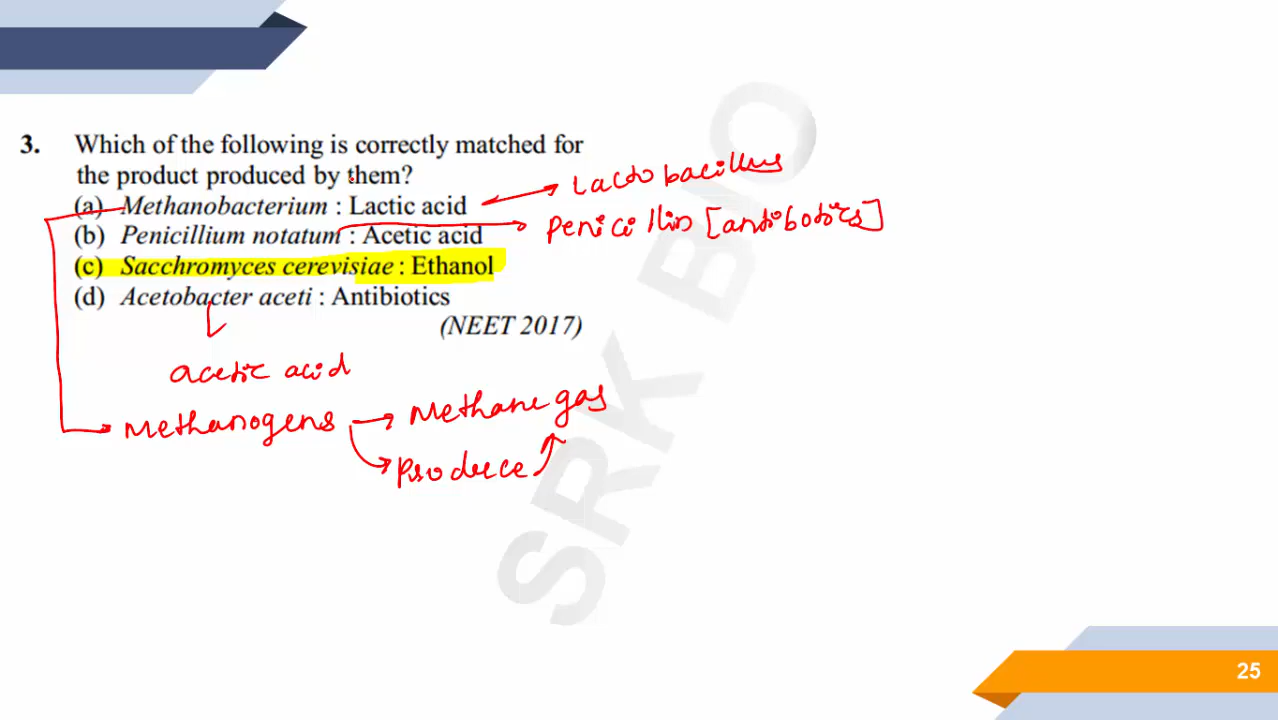 3. Which of the following is correctly matched for
the product produced by them?
(a) Methanobacterium : Lactic acid
Lactobacillus
(b) Penicillium notatum : Acetic acid
Penicillin [antibotics]
(c) Sacchromyces cerevisiae : Ethanol
(d) Acetobacter aceti : Antibiotics
(NEET 2017)
acetic acid
Methanogens → Methane gas
Produce
SRK BIO
25